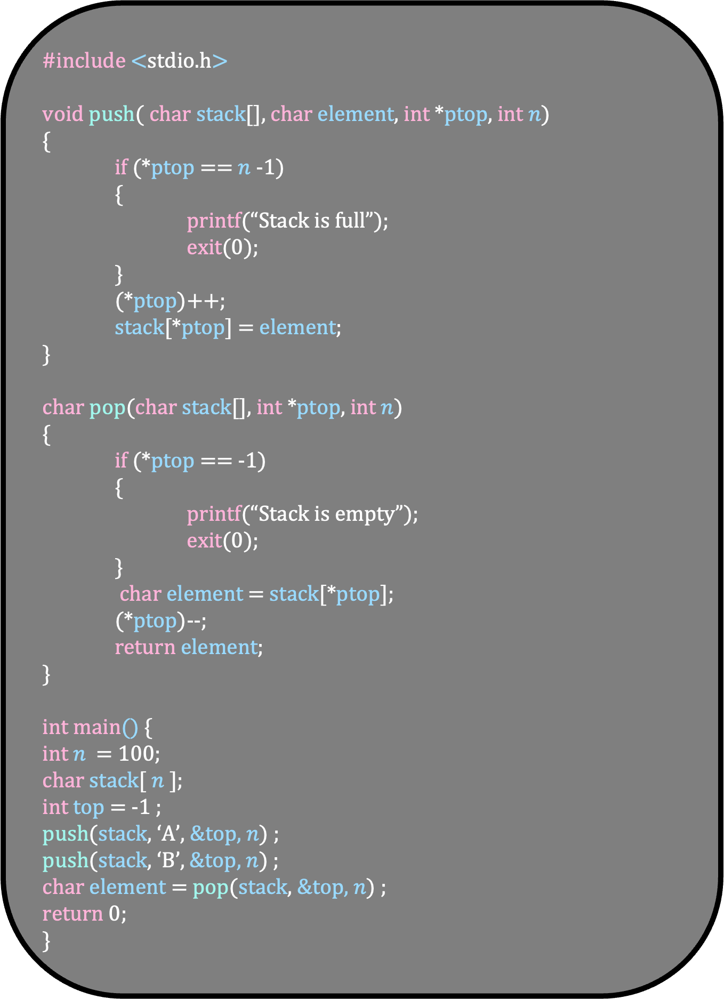 #include <stdio.h>
void push( char stack[], char element, int *ptop, int n)
{
if (*ptop == n -1)
{
printf(“Stack is full”);
exit(0);
}
(*ptop)++;
stack[*ptop] = element;
}
char pop(char stack[], int *ptop, int n)
{
if (*ptop == -1)
{
printf(“Stack is empty”);
exit(0);
}
char element = stack[*ptop];
(*ptop)--;
return element;
}
int main() {
int n  = 100;
char stack[ n ];
int top = -1 ;
push(stack, ‘A’, &top, n) ;
push(stack, ‘B’, &top, n) ;
char element = pop(stack, &top, n) ;
return 0;
}